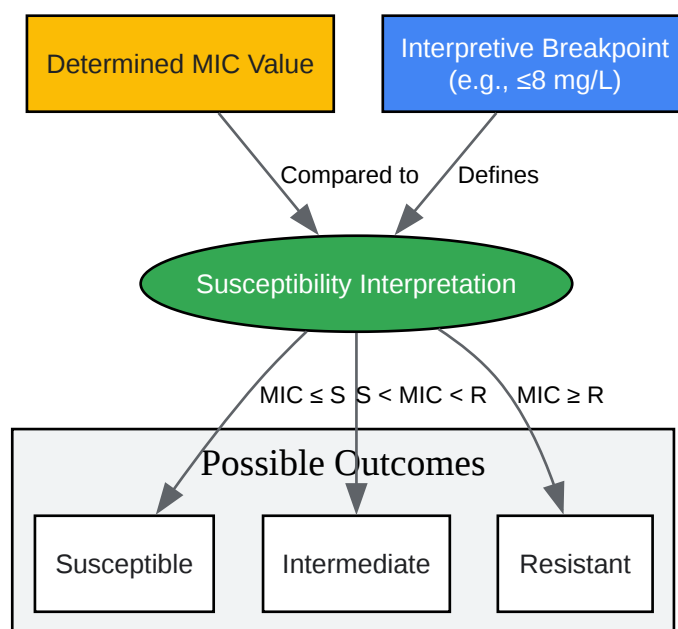 Determined MIC Value
Interpretive Breakpoint
(e.g., ≤8 mg/L)
Compared to
Defines
Susceptibility Interpretation
MIC ≤ S
S < MIC < R
MIC ≥ R
Possible Outcomes
Susceptible
Intermediate
Resistant